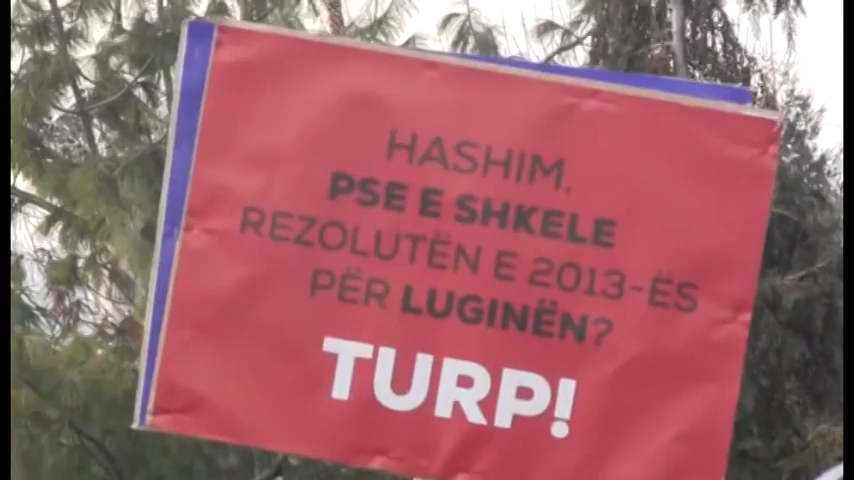 HASHIM,
PSE E SHKELE
REZOLUTËN E 2013-ËS
PËR LUGINËN?
TURP!